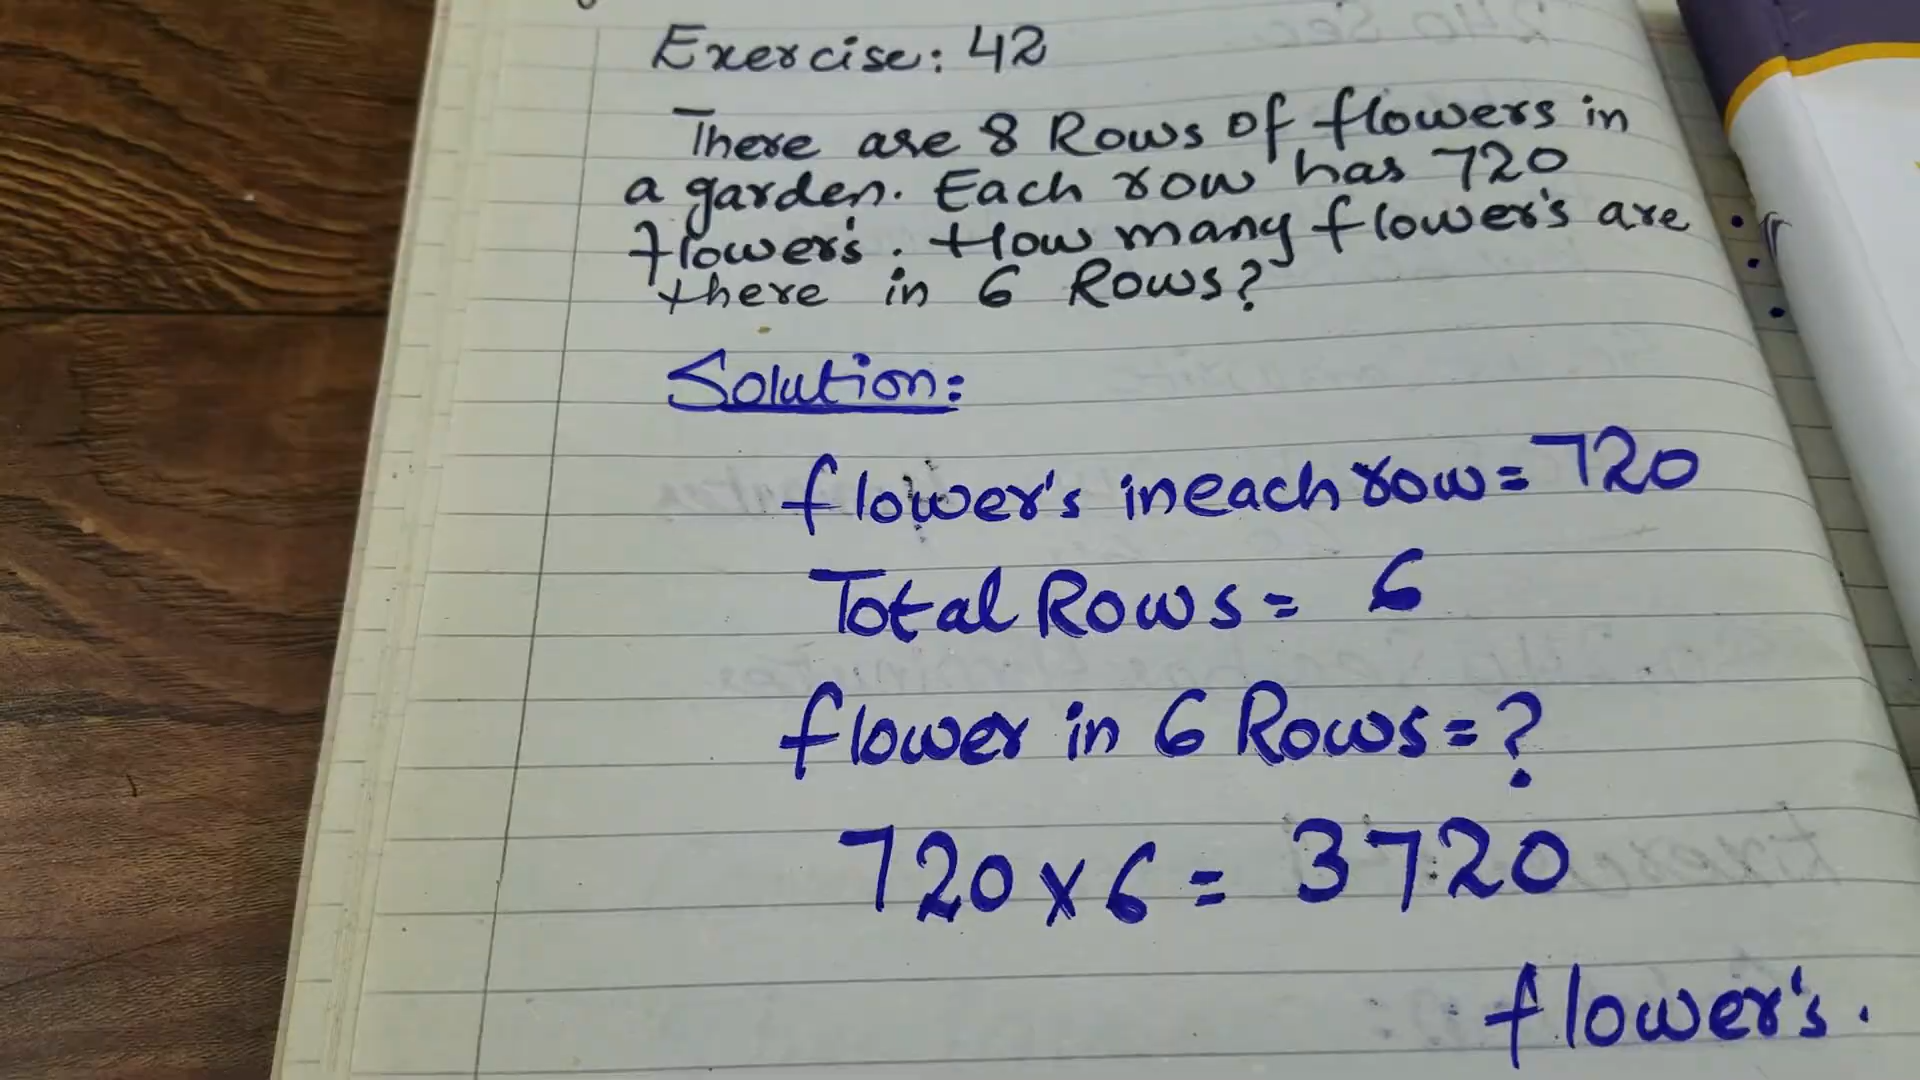 Exercise: 42
There are 8 Rows of flowers in
a garden. Each row has 720
flower's. How many flower's are
there in 6 Rows?
Solution:
flower's in each row = 720
Total Rows = 6
flower in 6 Rows = ?
720 x 6 = 3720
flower's.